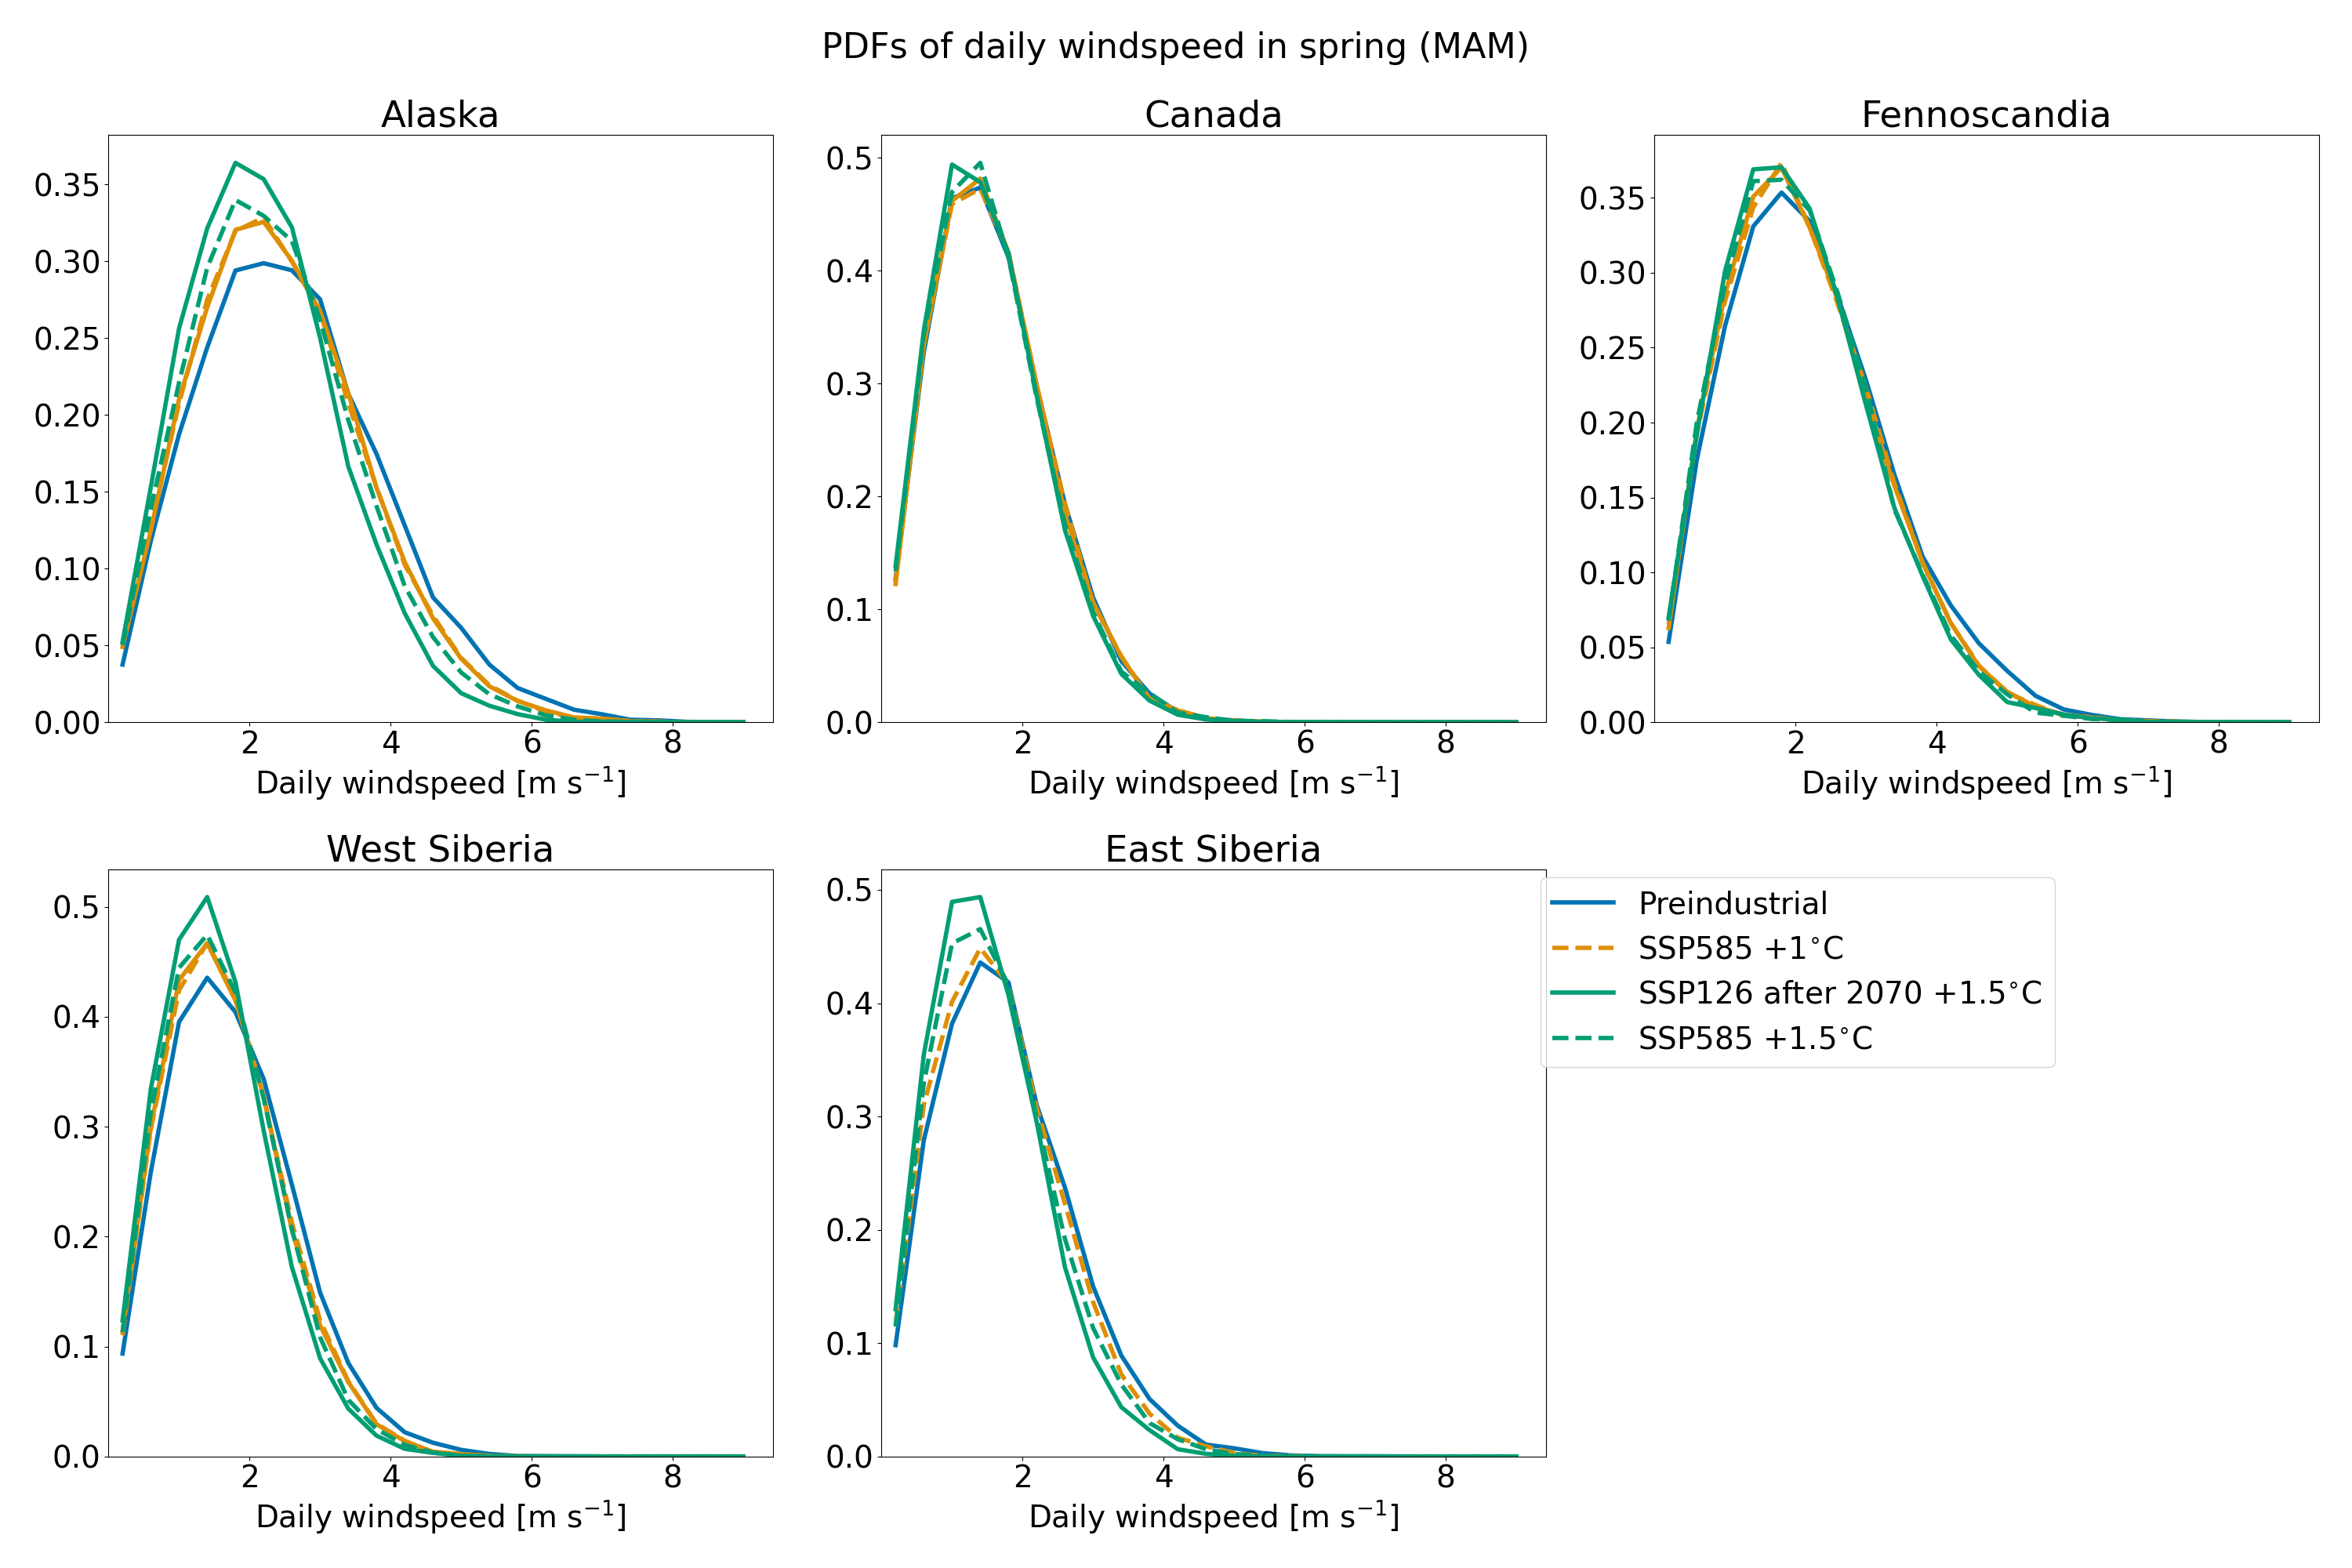 PDFs of daily windspeed in spring (MAM)
Alaska
0.35
0.30
0.25
0.20
0.15
0.10
0.05
0.00
2 4 6 8
Daily windspeed [m s⁻¹]
Canada
0.5
0.4
0.3
0.2
0.1
0.0
2 4 6 8
Daily windspeed [m s⁻¹]
Fennoscandia
0.35
0.30
0.25
0.20
0.15
0.10
0.05
0.00
2 4 6 8
Daily windspeed [m s⁻¹]
West Siberia
0.5
0.4
0.3
0.2
0.1
0.0
2 4 6 8
Daily windspeed [m s⁻¹]
East Siberia
0.5
0.4
0.3
0.2
0.1
0.0
2 4 6 8
Daily windspeed [m s⁻¹]
Preindustrial
SSP585 +1°C
SSP126 after 2070 +1.5°C
SSP585 +1.5°C